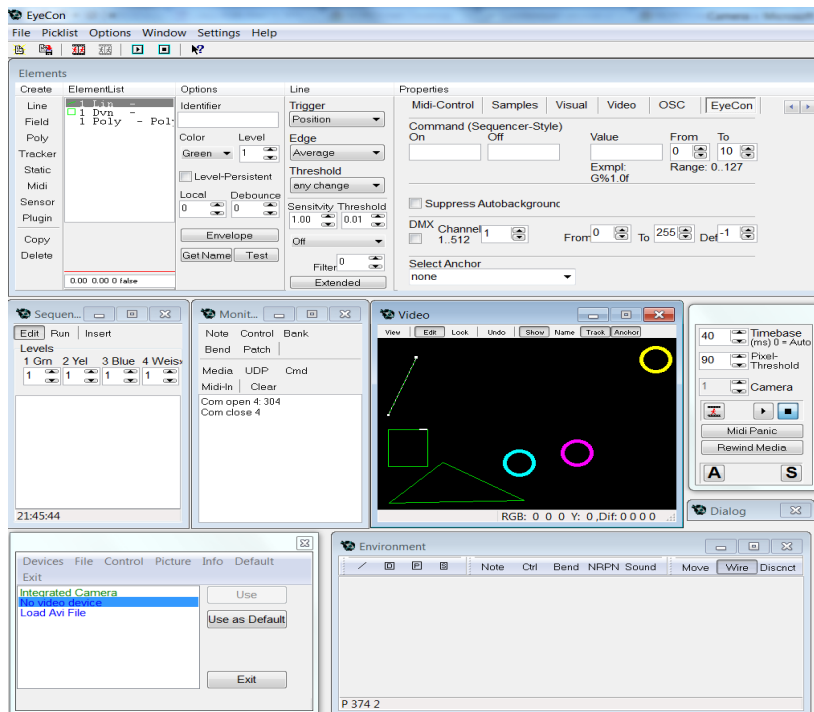 EyeCon
File Picklist Options Window Settings Help
Elements
Create ElementList Options Line Properties
Line
Field
Poly
Tracker
Static
Midi
Sensor
Plugin
Copy
Delete
1 Lin -
1 Dyn -
1 Poly - Pol
0.00 0.00 0 false
Identifier
Color Level
Green 1
Level-Persistent
Local Debounce
0 0
Envelope
Get Name Test
Trigger
Position
Edge
Average
Threshold
any change
Sensitvity Threshold
1.00 0.01
Off
Filter 0
Extended
Midi-Control Samples Visual Video OSC EyeCon
Command (Sequencer-Style)
On Off Value From To
0 10
Exmpl: Range: 0..127
G%1.0f
Suppress Autobackgrounc
DMX Channel 1 From 0 To 255 Def -1
1..512
Select Anchor
none
Sequen...
Edit Run Insert
Levels
1 Grn 2 Yel 3 Blue 4 Weis
1 1 1 1
21:45:44
Monit...
Note Control Bank
Bend Patch
Media UDP Cmd
Midi-In Clear
Com open 4: 304
Com close 4
Video
View Edit Lock Undo Show Name Track Anchor
RGB: 0 0 0 Y: 0 ,Dif: 0 0 0 0
40 Timebase
(ms) 0 = Auto
90 Pixel-
Threshold
1 Camera
Midi Panic
Rewind Media
A S
Dialog
Devices File Control Picture Info Default
Exit
Integrated Camera
No video device
Load Avi File
Use
Use as Default
Exit
Environment
D P S Note Ctrl Bend NRPN Sound Move Wire Discnct
P 374 2